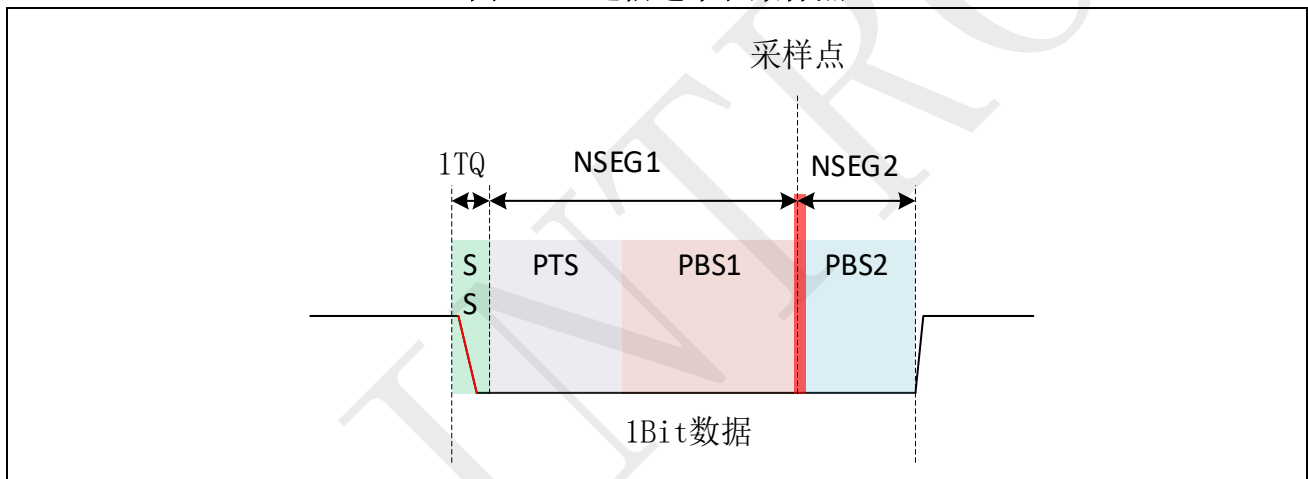 采样点
1TQ NSEG1 NSEG2
S PTS PBS1 PBS2
S
1Bit数据